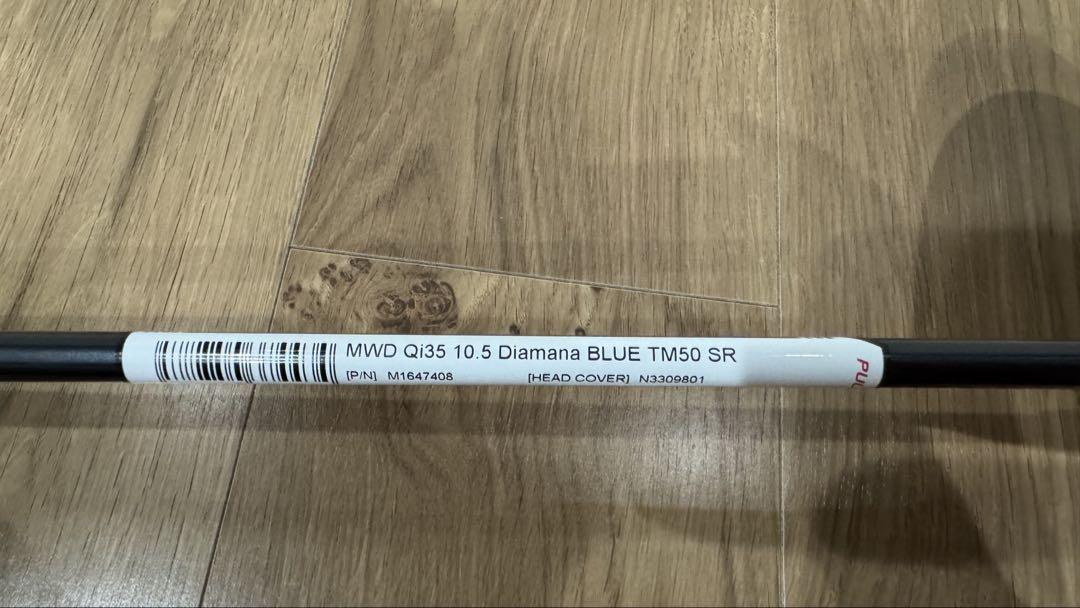 MWD Qi35 10.5 Diamana BLUE TM50 SR
[P/N] M1647408 [HEAD COVER] N3309801